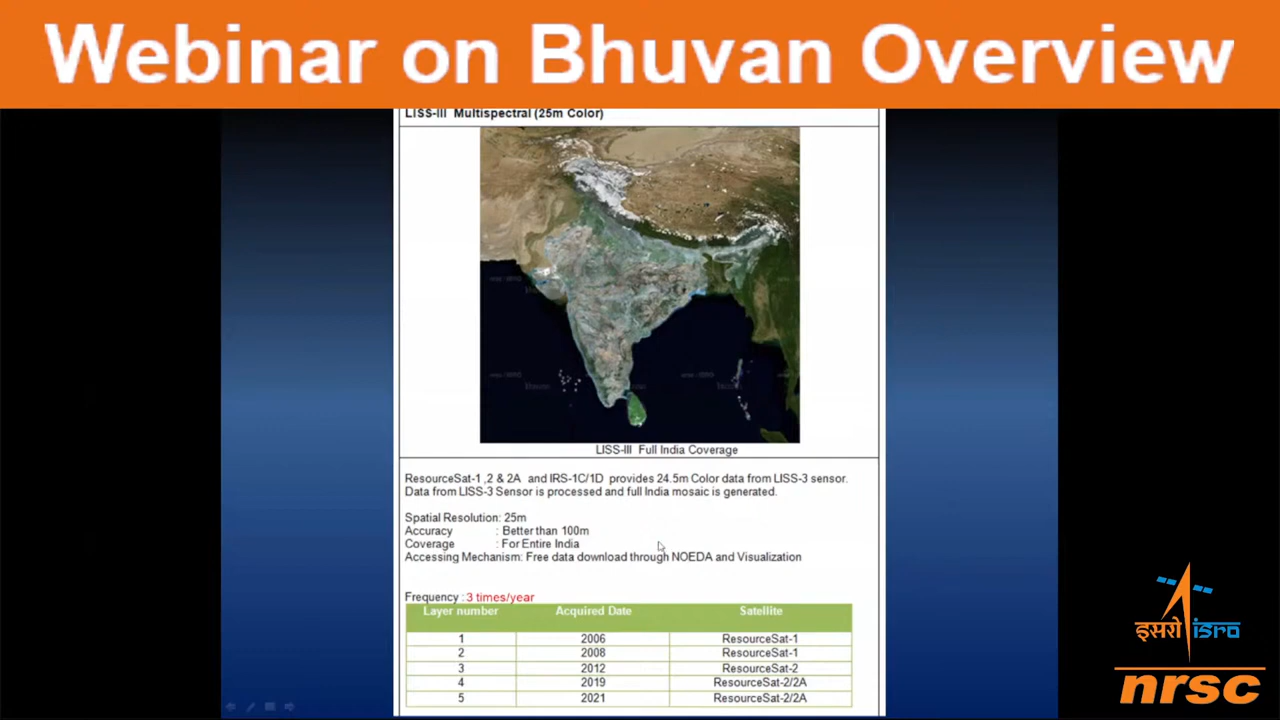 Webinar on Bhuvan Overview
LISS-III Multispectral (25m Color)
LISS-III Full India Coverage
ResourceSat-1 ,2 & 2A and IRS-1C/1D provides 24.5m Color data from LISS-3 sensor.
Data from LISS-3 Sensor is processed and full India mosaic is generated.
Spatial Resolution: 25m
Accuracy : Better than 100m
Coverage : For Entire India
Accessing Mechanism: Free data download through NOEDA and Visualization
Frequency : 3 times/year
Layer number Acquired Date Satellite
1 2006 ResourceSat-1
2 2008 ResourceSat-1
3 2012 ResourceSat-2
4 2019 ResourceSat-2/2A
5 2021 ResourceSat-2/2A
इसरो isro
nrsc